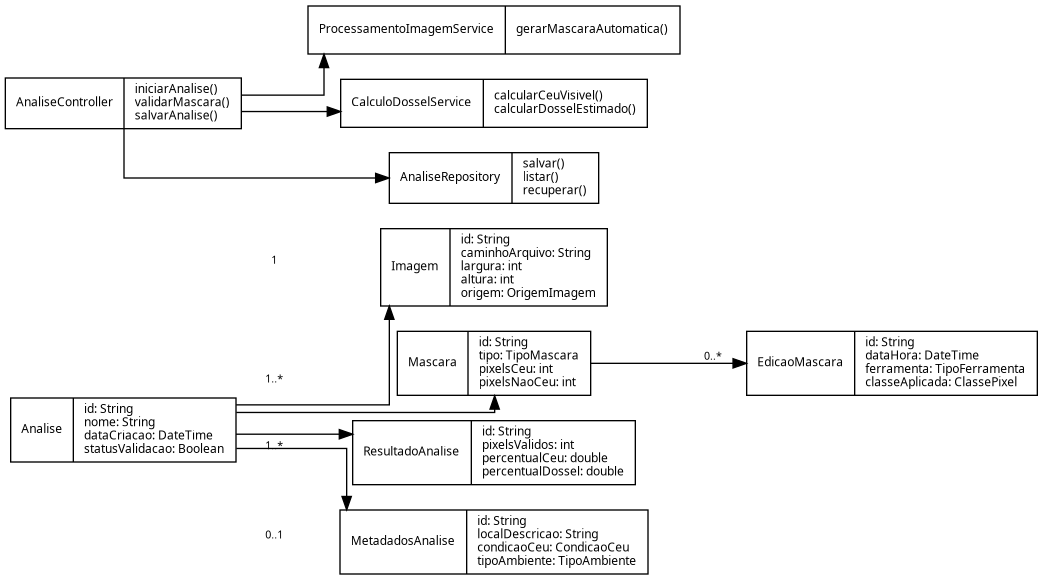 ProcessamentoImagemService
gerarMascaraAutomatica()
AnaliseController
iniciarAnalise()
validarMascara()
salvarAnalise()
CalculoDosselService
calcularCeuVisivel()
calcularDosselEstimado()
AnaliseRepository
salvar()
listar()
recuperar()
1
Imagem
id: String
caminhoArquivo: String
largura: int
altura: int
origem: OrigemImagem
1..*
Mascara
id: String
tipo: TipoMascara
pixelsCeu: int
pixelsNaoCeu: int
0..*
EdicaoMascara
id: String
dataHora: DateTime
ferramenta: TipoFerramenta
classeAplicada: ClassePixel
Analise
id: String
nome: String
dataCriacao: DateTime
statusValidacao: Boolean
1..*
ResultadoAnalise
id: String
pixelsValidos: int
percentualCeu: double
percentualDossel: double
0..1
MetadadosAnalise
id: String
localDescricao: String
condicaoCeu: CondicaoCeu
tipoAmbiente: TipoAmbiente